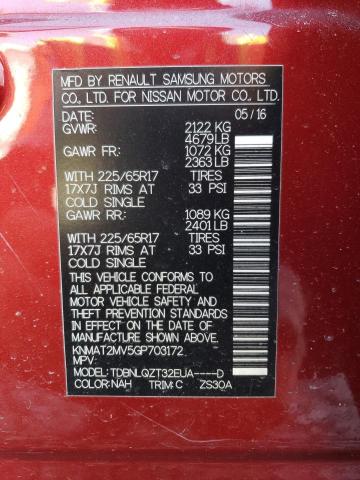 MFD BY RENAULT SAMSUNG MOTORS
CO., LTD. FOR NISSAN MOTOR CO., LTD.
DATE: 05/16
GVWR: 2122 KG
4679LB
GAWR FR: 1072 KG
2363LB
WITH 225/65R17 TIRES
17X7J RIMS AT 33 PSI
COLD SINGLE
GAWR RR: 1089 KG
2401LB
WITH 225/65R17 TIRES
17X7J RIMS AT 33 PSI
COLD SINGLE
THIS VEHICLE CONFORMS TO
ALL APPLICABLE FEDERAL
MOTOR VEHICLE SAFETY AND
THEFT PREVENTION STANDARDS
IN EFFECT ON THE DATE OF
MANUFACTURE SHOWN ABOVE.
KNMAT2MV5GP703172
MPV
MODEL: TDBNLQZT32EUA----D
COLOR: NAH TRIM: C ZS30A